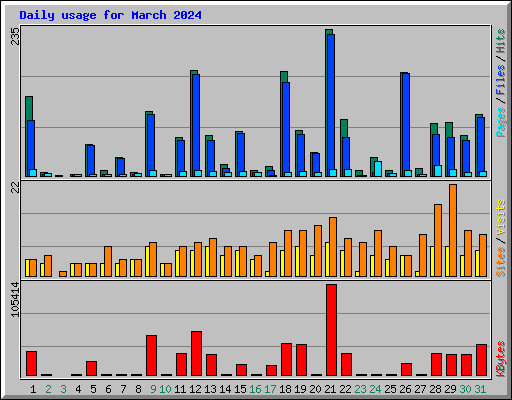 Daily usage for March 2024
235
Pages / Files / Hits
22
Sites / Visits
105414
KBytes
1 2 3 4 5 6 7 8 9 10 11 12 13 14 15 16 17 18 19 20 21 22 23 24 25 26 27 28 29 30 31